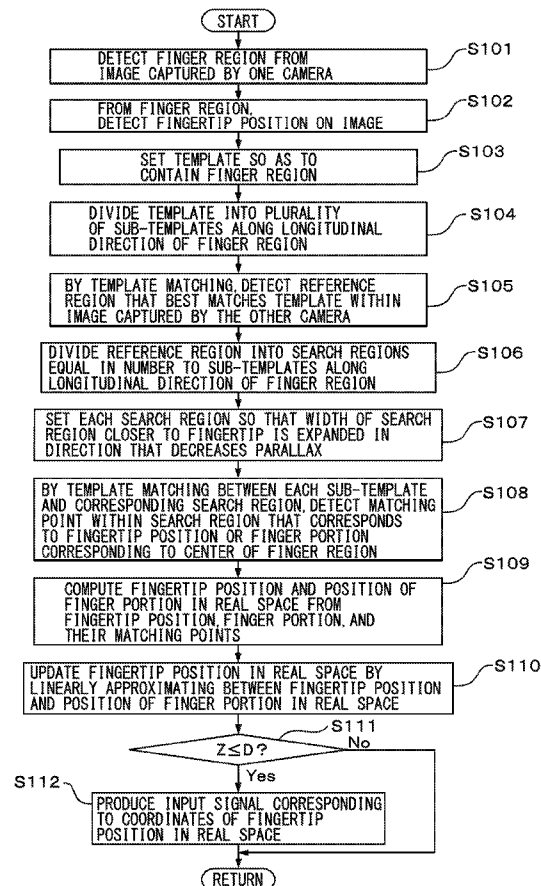 START
DETECT FINGER REGION FROM
IMAGE CAPTURED BY ONE CAMERA
S101
FROM FINGER REGION,
DETECT FINGERTIP POSITION ON IMAGE
S102
SET TEMPLATE SO AS TO
CONTAIN FINGER REGION
S103
DIVIDE TEMPLATE INTO PLURALITY
OF SUB-TEMPLATES ALONG LONGITUDINAL
DIRECTION OF FINGER REGION
S104
BY TEMPLATE MATCHING, DETECT REFERENCE
REGION THAT BEST MATCHES TEMPLATE WITHIN
IMAGE CAPTURED BY THE OTHER CAMERA
S105
DIVIDE REFERENCE REGION INTO SEARCH REGIONS
EQUAL IN NUMBER TO SUB-TEMPLATES ALONG
LONGITUDINAL DIRECTION OF FINGER REGION
S106
SET EACH SEARCH REGION SO THAT WIDTH OF SEARCH
REGION CLOSER TO FINGERTIP IS EXPANDED IN
DIRECTION THAT DECREASES PARALLAX
S107
BY TEMPLATE MATCHING BETWEEN EACH SUB-TEMPLATE
AND CORRESPONDING SEARCH REGION, DETECT MATCHING
POINT WITHIN SEARCH REGION THAT CORRESPONDS
TO FINGERTIP POSITION OR FINGER PORTION
CORRESPONDING TO CENTER OF FINGER REGION
S108
COMPUTE FINGERTIP POSITION AND POSITION OF
FINGER PORTION IN REAL SPACE FROM
FINGERTIP POSITION, FINGER PORTION, AND
THEIR MATCHING POINTS
S109
UPDATE FINGERTIP POSITION IN REAL SPACE BY
LINEARLY APPROXIMATING BETWEEN FINGERTIP POSITION
AND POSITION OF FINGER PORTION IN REAL SPACE
S110
Z≤D?
S111
No
Yes
S112
PRODUCE INPUT SIGNAL CORRESPONDING
TO COORDINATES OF FINGERTIP
POSITION IN REAL SPACE
RETURN